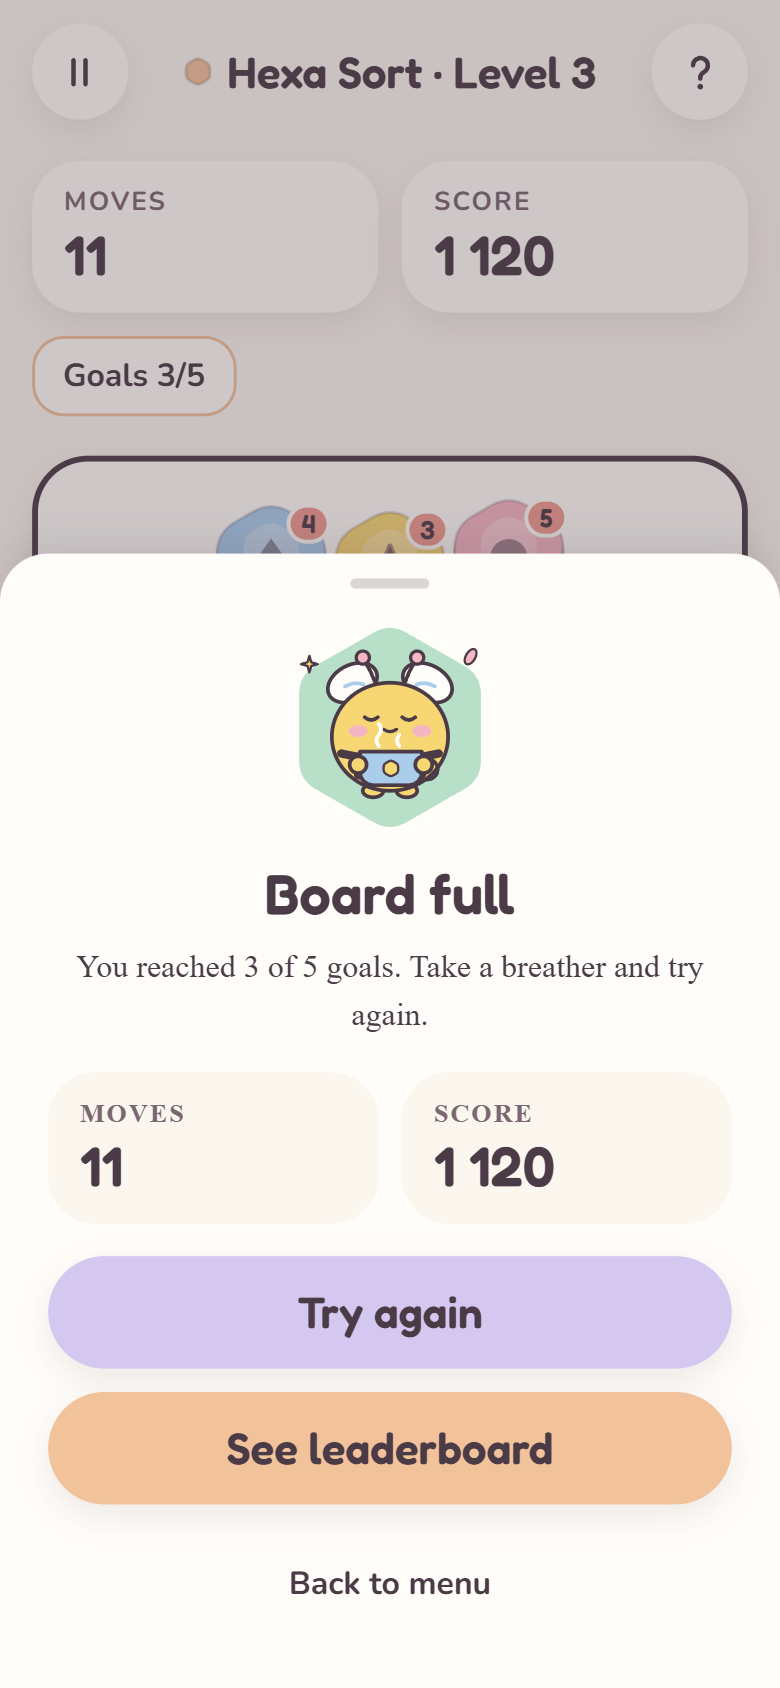 Hexa Sort · Level 3
?
MOVES
11
SCORE
1 120
Goals 3/5
4
3
5
Board full
You reached 3 of 5 goals. Take a breather and try
again.
MOVES
11
SCORE
1 120
Try again
See leaderboard
Back to menu